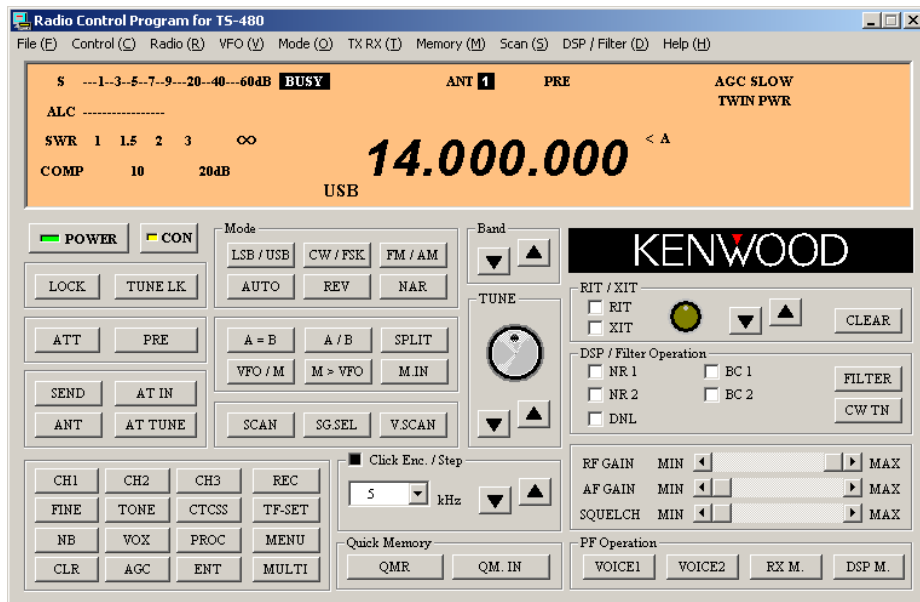 Radio Control Program for TS-480
File (F) Control (C) Radio (R) VFO (V) Mode (O) TX RX (T) Memory (M) Scan (S) DSP / Filter (D) Help (H)
S ---1--3--5--7--9---20--40---60dB BUSY ANT 1 PRE AGC SLOW
TWIN PWR
ALC -----------------
SWR 1 1.5 2 3 ∞ 14.000.000 < A
COMP 10 20dB
USB
POWER CON
LOCK TUNE LK
ATT PRE
SEND AT IN
ANT AT TUNE
Mode
LSB / USB CW / FSK FM / AM
AUTO REV NAR
A = B A / B SPLIT
VFO / M M > VFO M.IN
SCAN SG.SEL V.SCAN
Band
TUNE
KENWOOD
RIT / XIT
RIT
XIT
CLEAR
DSP / Filter Operation
NR 1 BC 1 FILTER
NR 2 BC 2
DNL CW TN
CH1 CH2 CH3 REC
FINE TONE CTCSS TF-SET
NB VOX PROC MENU
CLR AGC ENT MULTI
Click Enc. / Step
5 kHz
Quick Memory
QMR QM. IN
RF GAIN MIN MAX
AF GAIN MIN MAX
SQUELCH MIN MAX
PF Operation
VOICE1 VOICE2 RX M. DSP M.